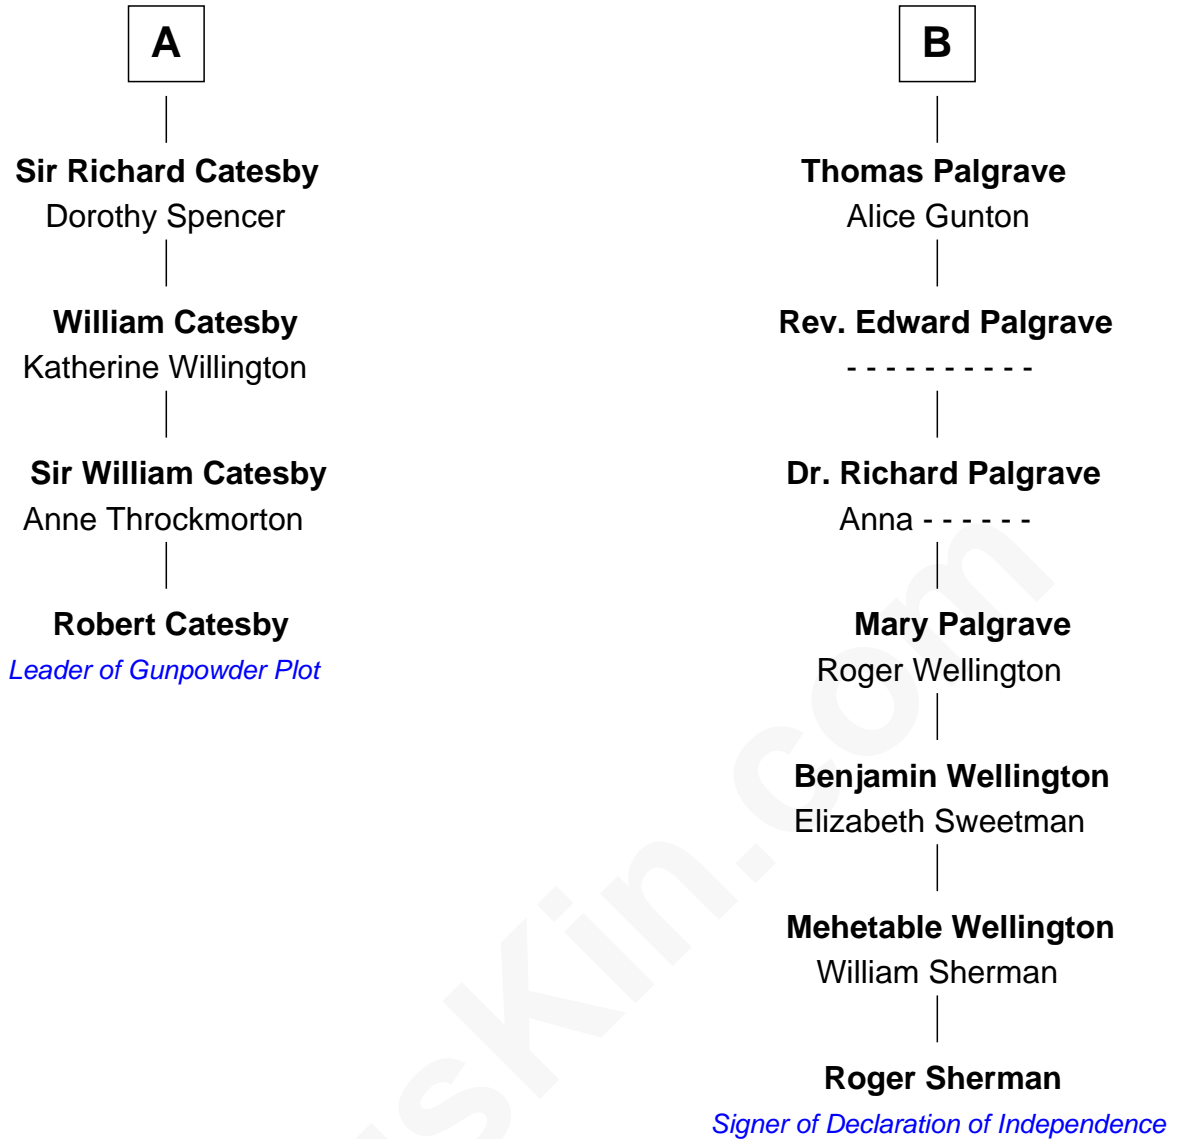 A
Sir Richard Catesby
Dorothy Spencer
William Catesby
Katherine Willington
Sir William Catesby
Anne Throckmorton
Robert Catesby
Leader of Gunpowder Plot
B
Thomas Palgrave
Alice Gunton
Rev. Edward Palgrave
- - - - - - - - - -
Dr. Richard Palgrave
Anna - - - - - -
Mary Palgrave
Roger Wellington
Benjamin Wellington
Elizabeth Sweetman
Mehetable Wellington
William Sherman
Roger Sherman
Signer of Declaration of Independence